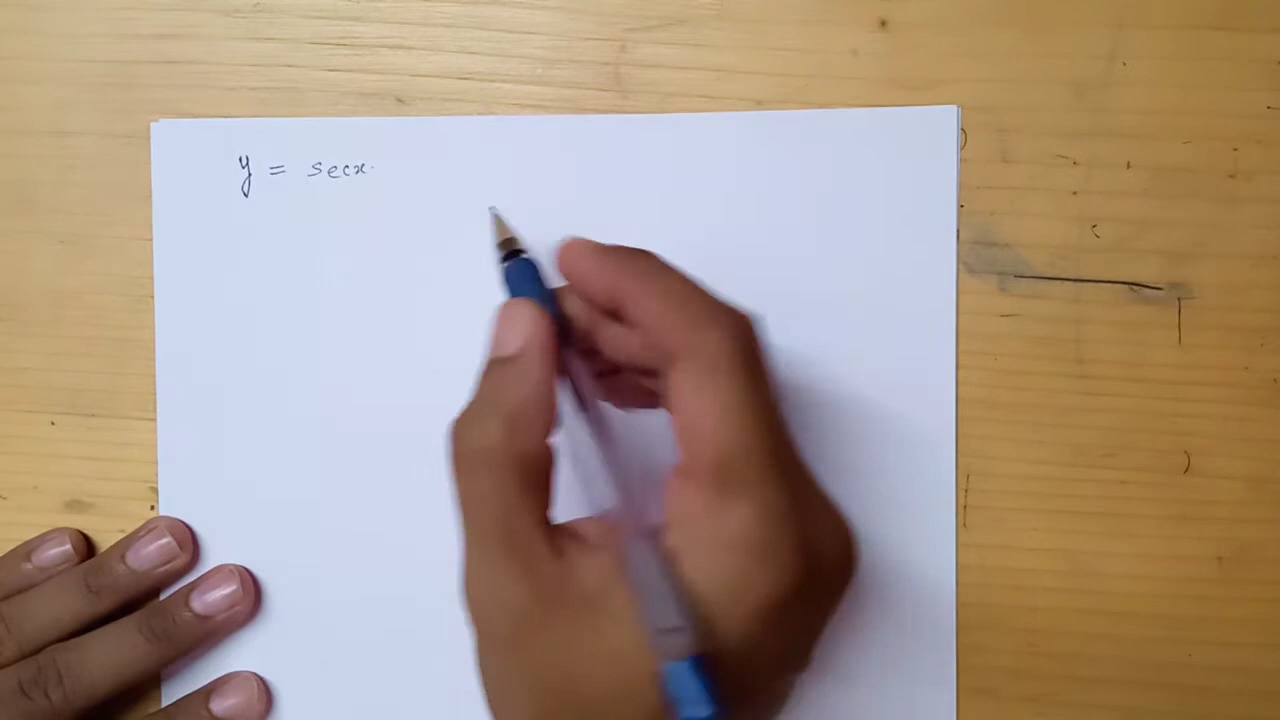 y = secx.